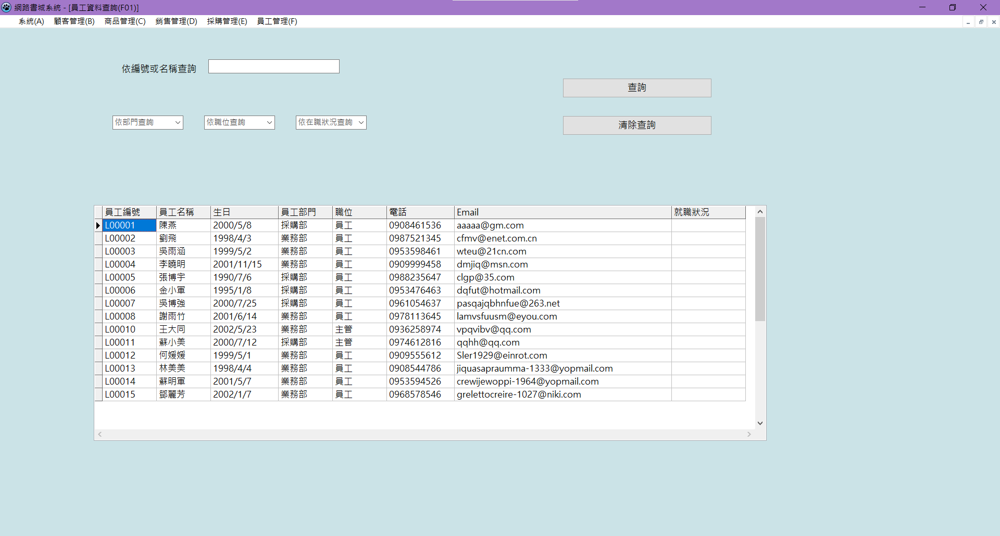 網路書城系統 - [員工資料查詢(F01)]
系統(A) 顧客管理(B) 商品管理(C) 銷售管理(D) 採購管理(E) 員工管理(F)
依編號或名稱查詢
查詢
依部門查詢 依職位查詢 依在職狀況查詢
清除查詢
員工編號 員工名稱 生日 員工部門 職位 電話 Email 就職狀況
L00001 陳燕 2000/5/8 採購部 員工 0908461536 aaaaa@gm.com
L00002 劉飛 1998/4/3 業務部 員工 0987521345 cfmv@enet.com.cn
L00003 吳雨涵 1999/5/2 業務部 員工 0953598461 wteu@21cn.com
L00004 李曉明 2001/11/15 業務部 員工 0909999458 dmjiq@msn.com
L00005 張博宇 1990/7/6 採購部 員工 0988235647 clgp@35.com
L00006 金小軍 1995/1/8 採購部 員工 0953476463 dqfut@hotmail.com
L00007 吳博強 2000/7/25 採購部 員工 0961054637 pasqajqbhnfue@263.net
L00008 謝雨竹 2001/6/14 業務部 員工 0978113645 lamvsfuusm@eyou.com
L00010 王大同 2002/5/23 業務部 主管 0936258974 vpqvibv@qq.com
L00011 蘇小美 2000/7/12 採購部 主管 0974612816 qqhh@qq.com
L00012 何媛媛 1999/5/1 業務部 員工 0909555612 Sler1929@einrot.com
L00013 林美美 1998/4/4 業務部 員工 0908544786 jiquasapraumma-1333@yopmail.com
L00014 蘇明軍 2001/5/7 業務部 員工 0953594526 crewijewoppi-1964@yopmail.com
L00015 鄧麗芳 2002/1/7 業務部 員工 0968578546 grelettocreire-1027@niki.com